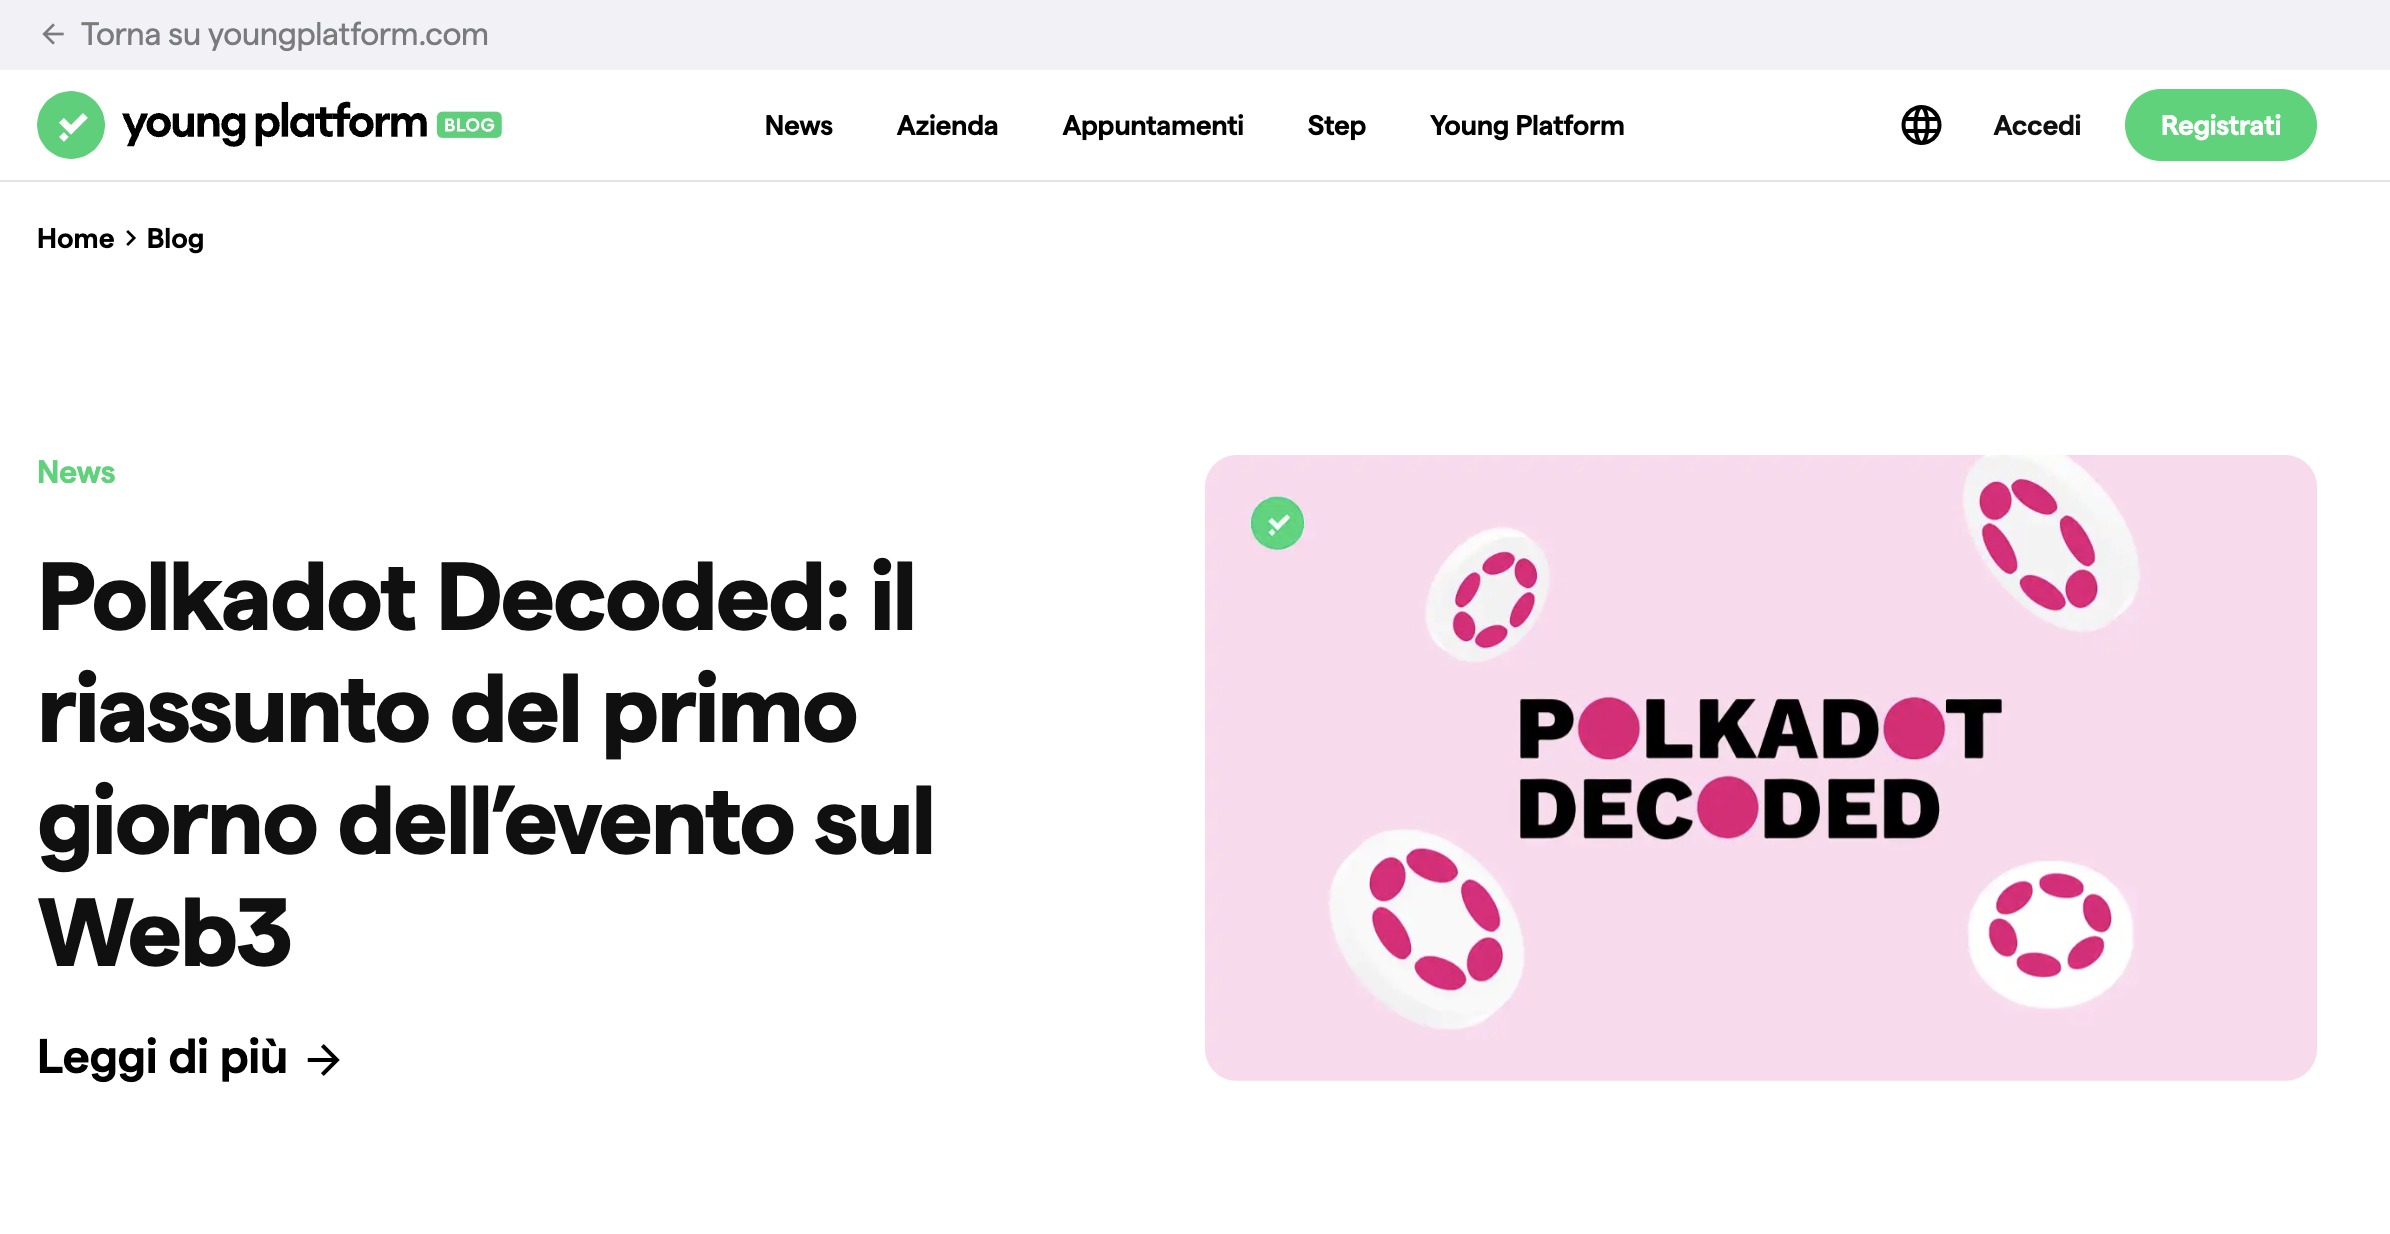 Torna su youngplatform.com
young platform BLOG
News Azienda Appuntamenti Step Young Platform Accedi Registrati
Home > Blog
News
Polkadot Decoded: il
riassunto del primo
giorno dell’evento sul
Web3
Leggi di più →
POLKADOT
DECODED